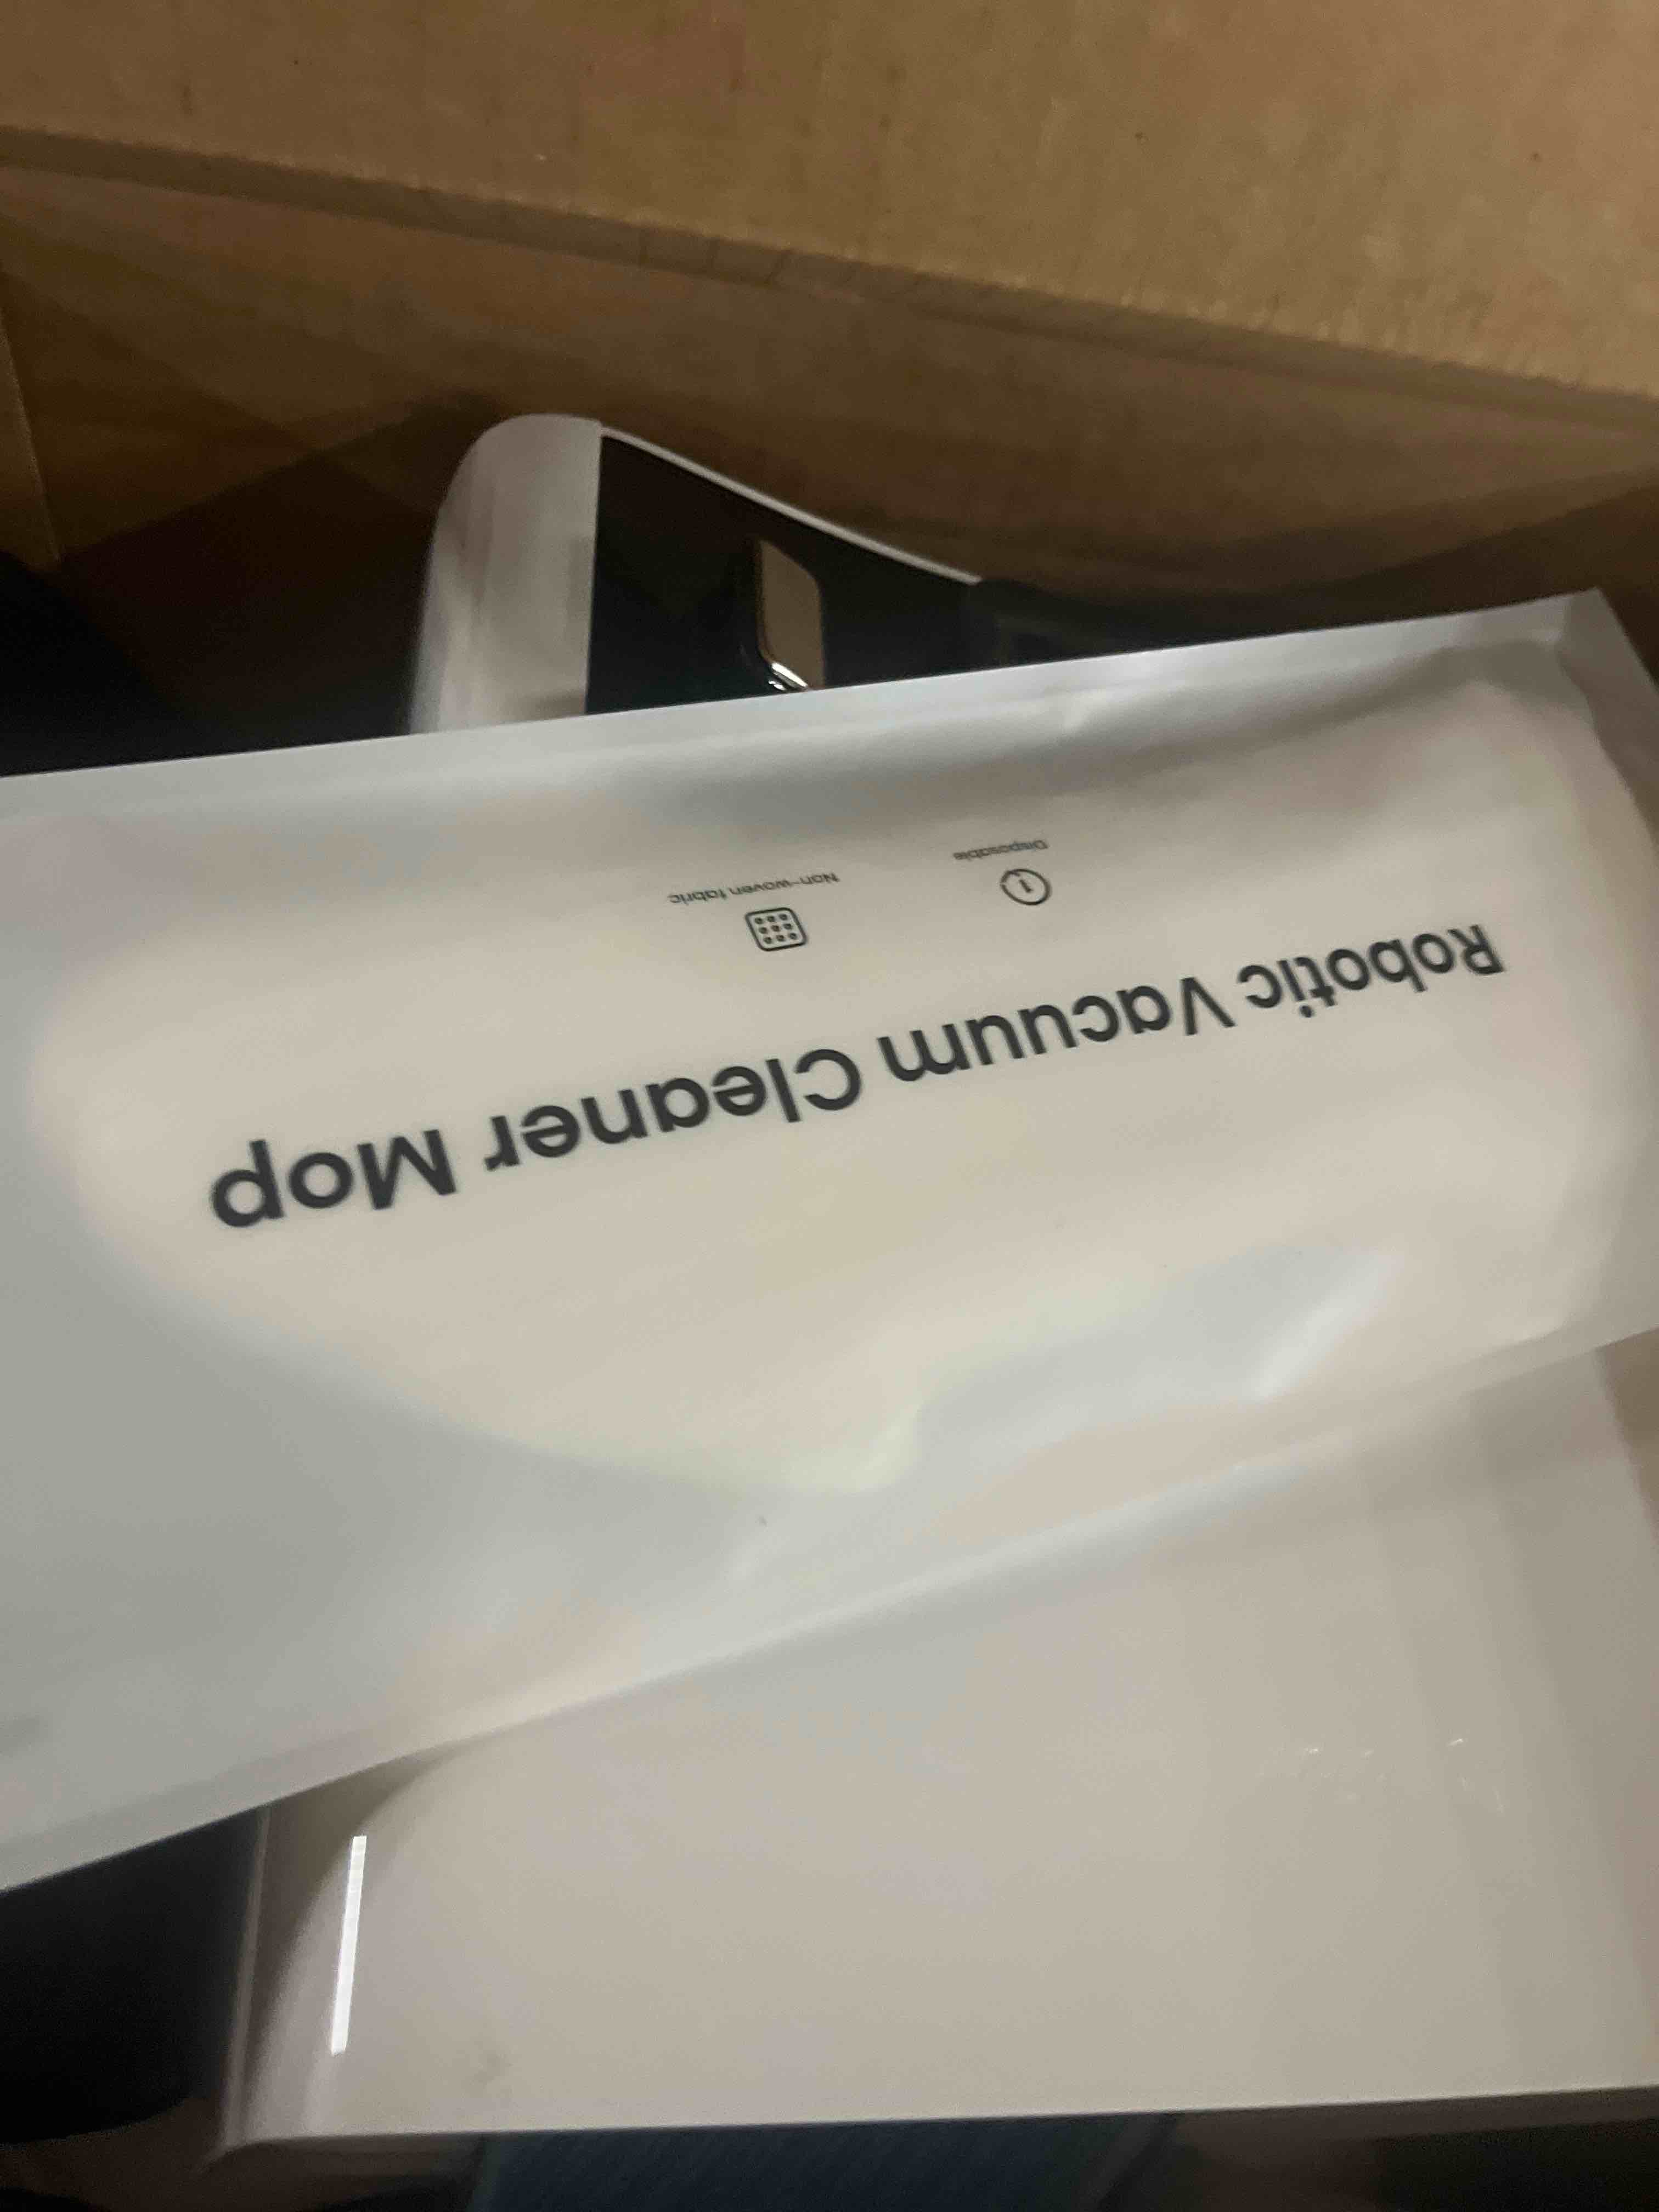 Robotic Vacuum Cleaner Mop
Disposable
Non-woven fabric